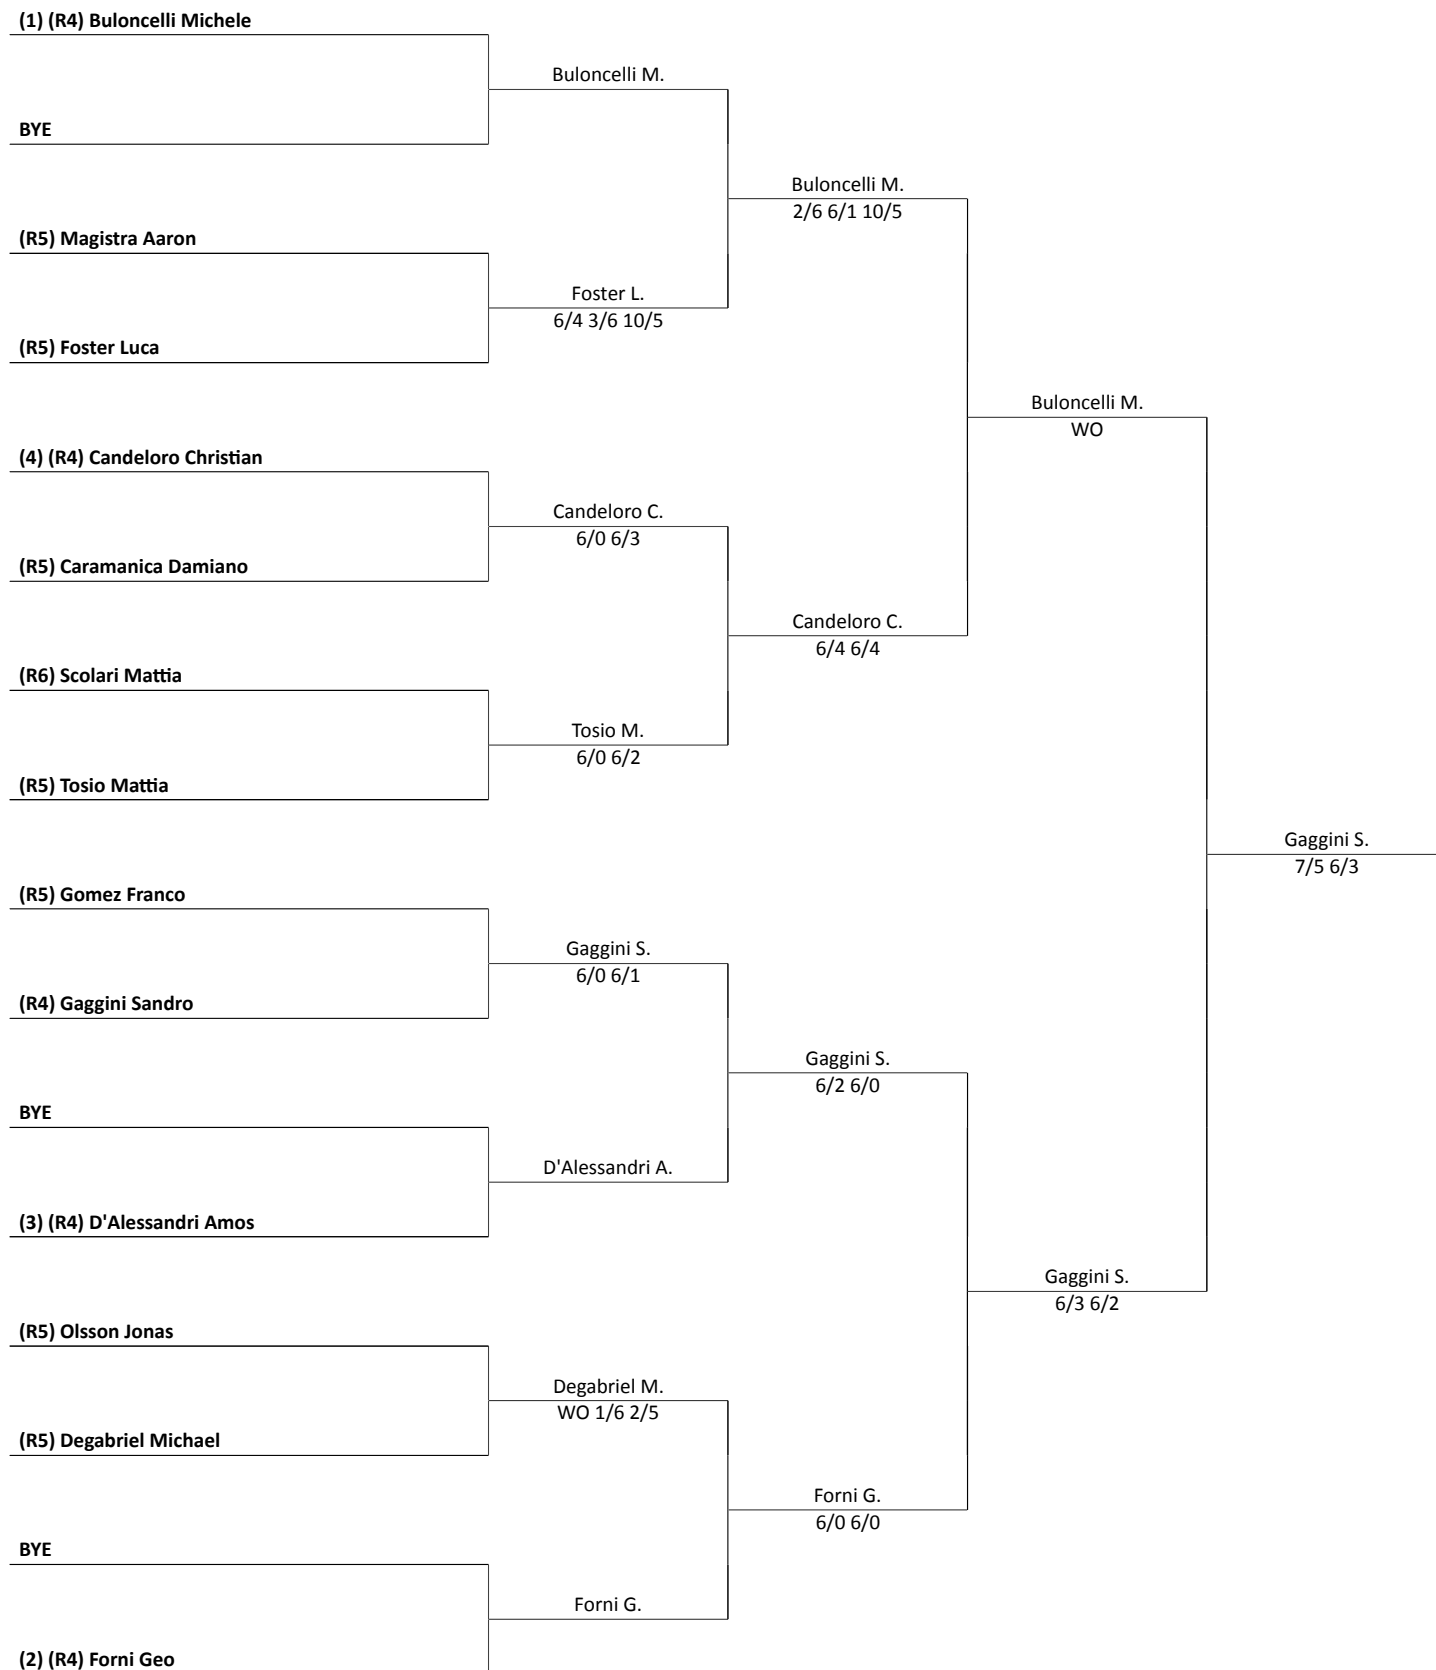 (1) (R4) Buloncelli Michele
Buloncelli M.
BYE
Buloncelli M.
2/6 6/1 10/5
(R5) Magistra Aaron
Foster L.
6/4 3/6 10/5
(R5) Foster Luca
Buloncelli M.
WO
(4) (R4) Candeloro Christian
Candeloro C.
6/0 6/3
(R5) Caramanica Damiano
Candeloro C.
6/4 6/4
(R6) Scolari Mattia
Tosio M.
6/0 6/2
(R5) Tosio Mattia
Gaggini S.
7/5 6/3
(R5) Gomez Franco
Gaggini S.
6/0 6/1
(R4) Gaggini Sandro
Gaggini S.
6/2 6/0
BYE
D'Alessandri A.
(3) (R4) D'Alessandri Amos
Gaggini S.
6/3 6/2
(R5) Olsson Jonas
Degabriel M.
WO 1/6 2/5
(R5) Degabriel Michael
Forni G.
6/0 6/0
BYE
Forni G.
(2) (R4) Forni Geo